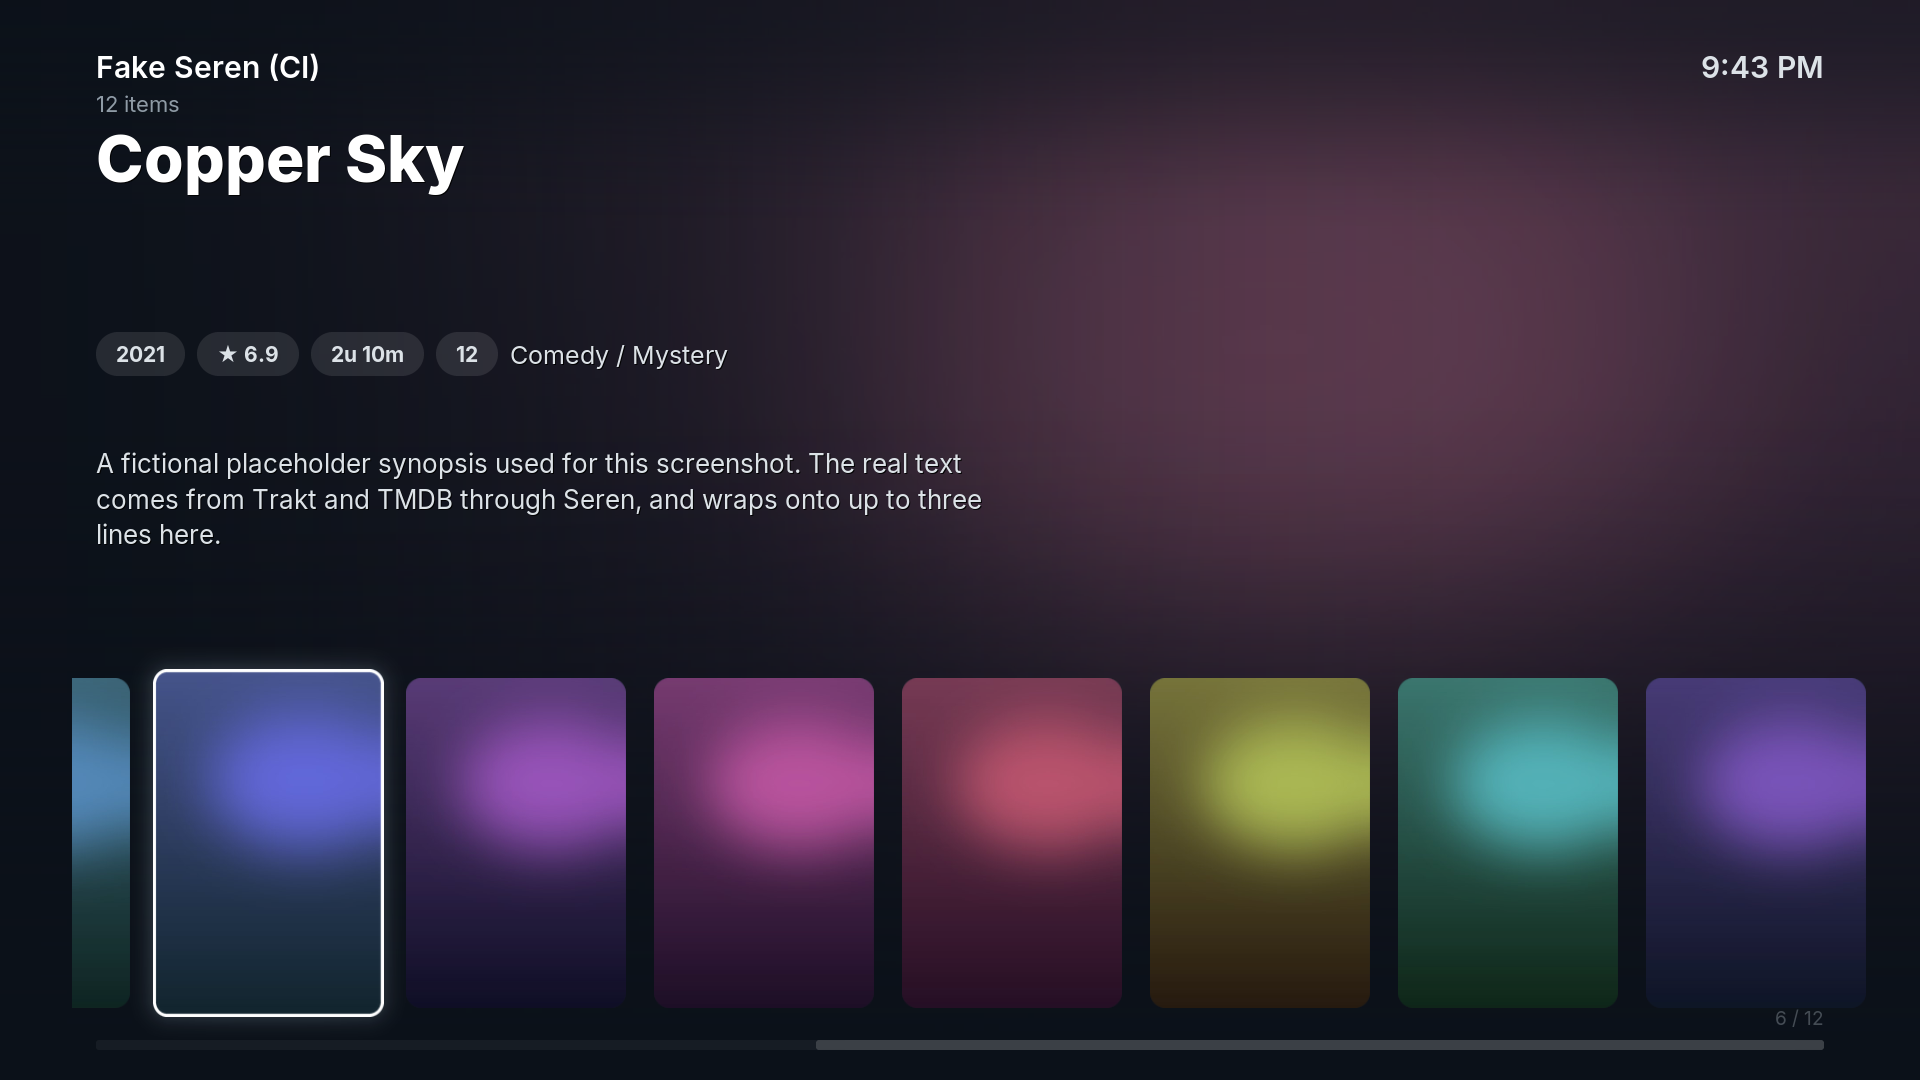 Fake Seren (CI)
9:43 PM
12 items
Copper Sky
2021 ★ 6.9 2u 10m 12 Comedy / Mystery
A fictional placeholder synopsis used for this screenshot. The real text
comes from Trakt and TMDB through Seren, and wraps onto up to three
lines here.
6 / 12